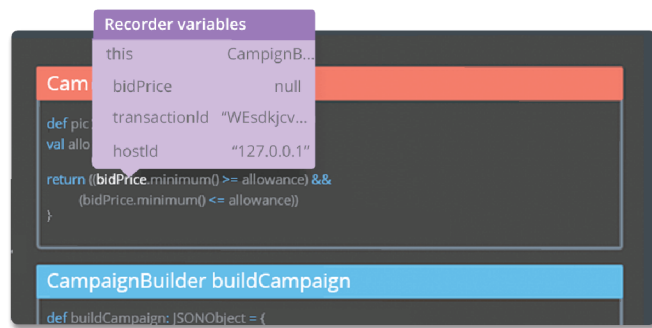 Recorder variables
this CampignB...
bidPrice null
transactionId “WEsdkjcv...
hostId “127.0.0.1”
Cam
def pic
val allo
return ((bidPrice.minimum() >= allowance) &&
(bidPrice.minimum() <= allowance))
}
CampaignBuilder buildCampaign
def buildCampaign: JSONObject = {